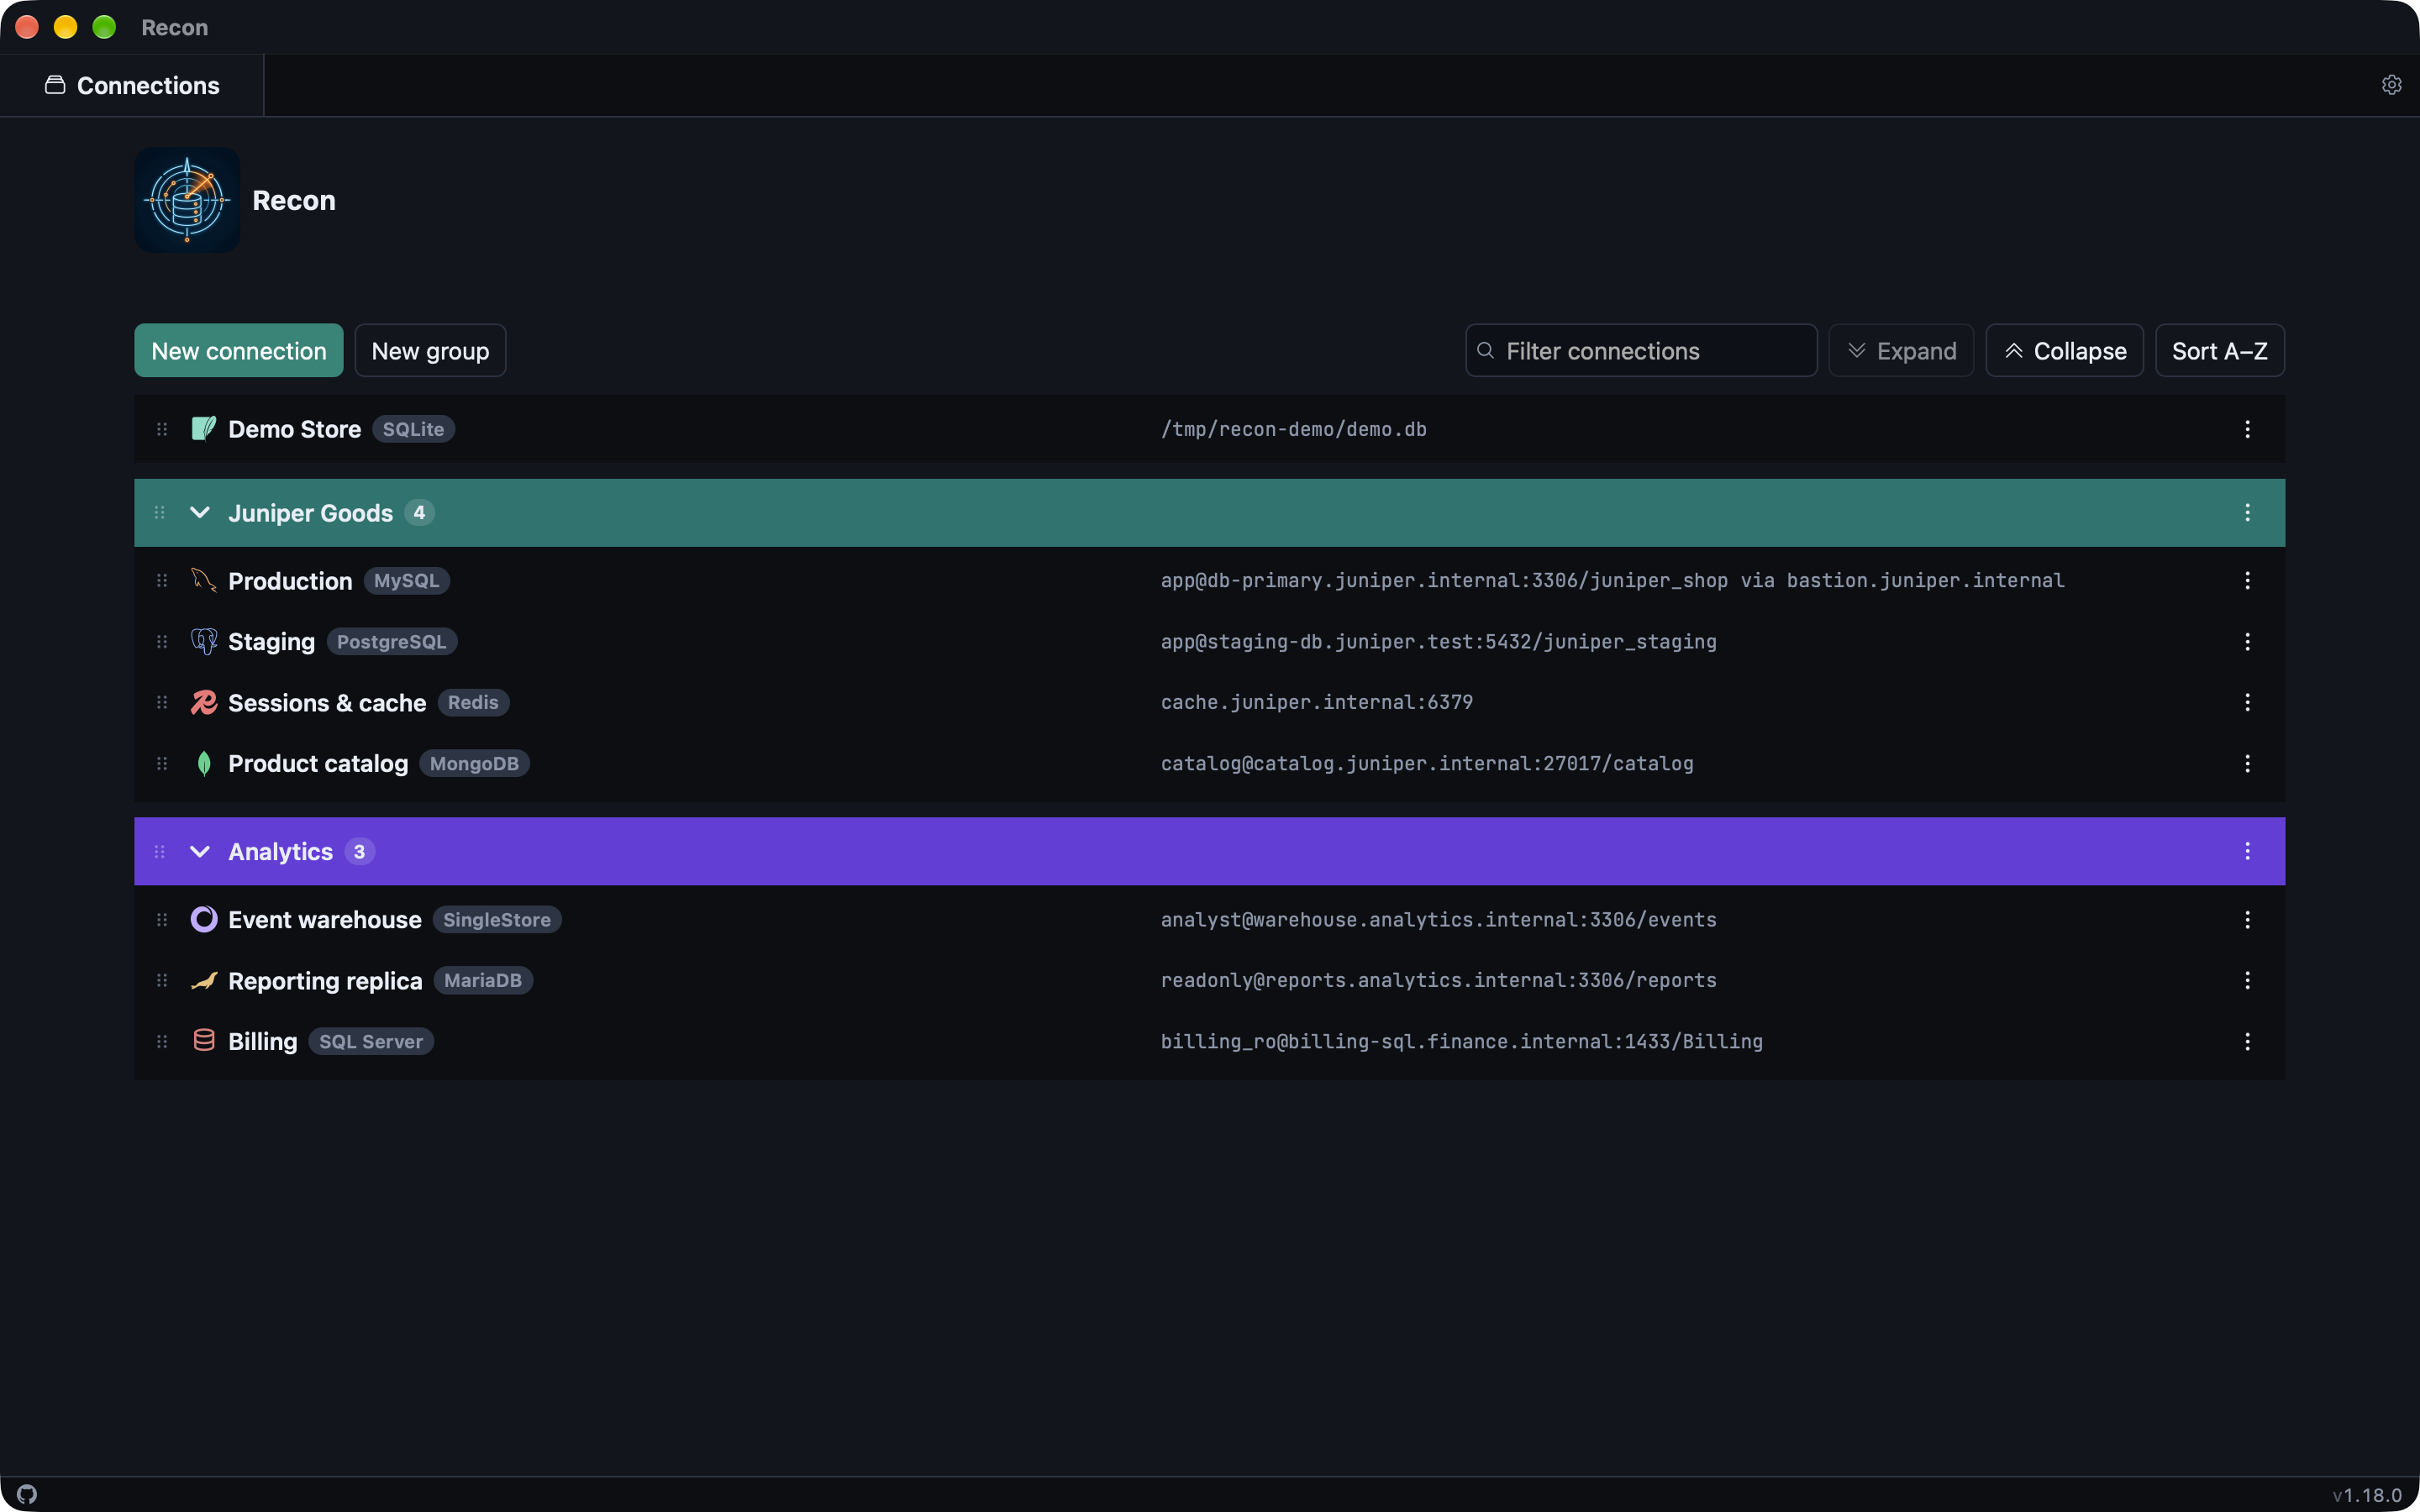 Recon
Connections
Recon
New connection New group Filter connections Expand Collapse Sort A–Z
Demo Store SQLite /tmp/recon-demo/demo.db
Juniper Goods 4
Production MySQL app@db-primary.juniper.internal:3306/juniper_shop via bastion.juniper.internal
Staging PostgreSQL app@staging-db.juniper.test:5432/juniper_staging
Sessions & cache Redis cache.juniper.internal:6379
Product catalog MongoDB catalog@catalog.juniper.internal:27017/catalog
Analytics 3
Event warehouse SingleStore analyst@warehouse.analytics.internal:3306/events
Reporting replica MariaDB readonly@reports.analytics.internal:3306/reports
Billing SQL Server billing_ro@billing-sql.finance.internal:1433/Billing
v1.18.0